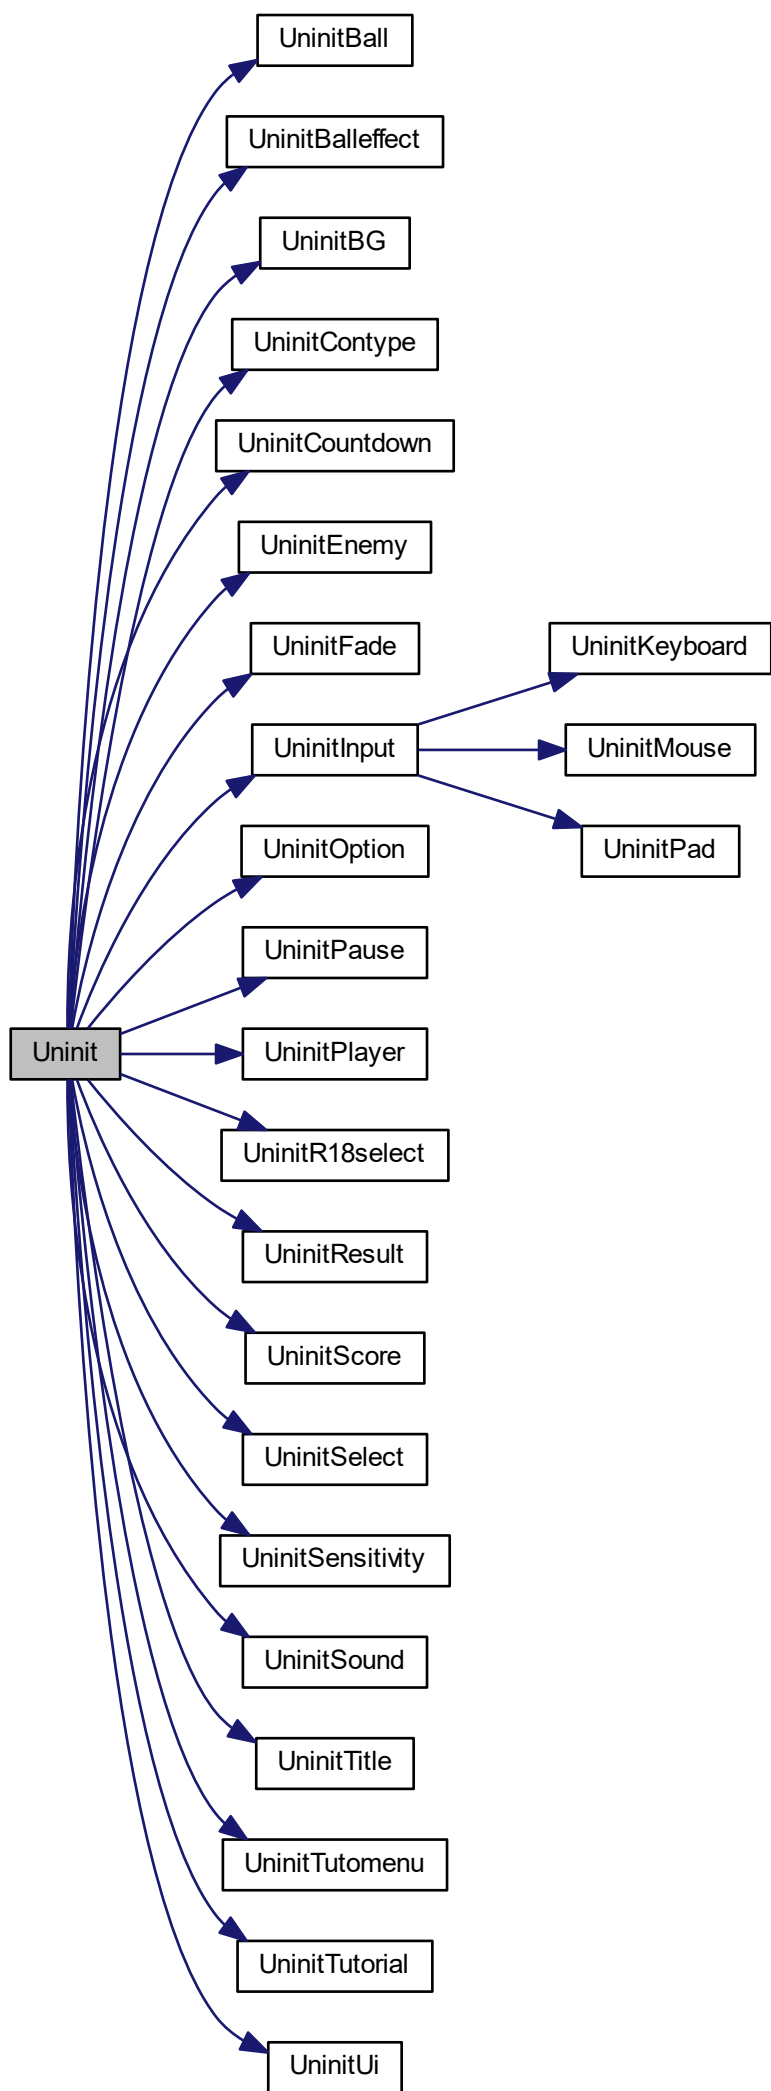 UninitBall
UninitBalleffect
UninitBG
UninitContype
UninitCountdown
UninitEnemy
UninitFade
UninitKeyboard
UninitInput
UninitMouse
UninitOption
UninitPad
UninitPause
Uninit
UninitPlayer
UninitR18select
UninitResult
UninitScore
UninitSelect
UninitSensitivity
UninitSound
UninitTitle
UninitTutomenu
UninitTutorial
UninitUi